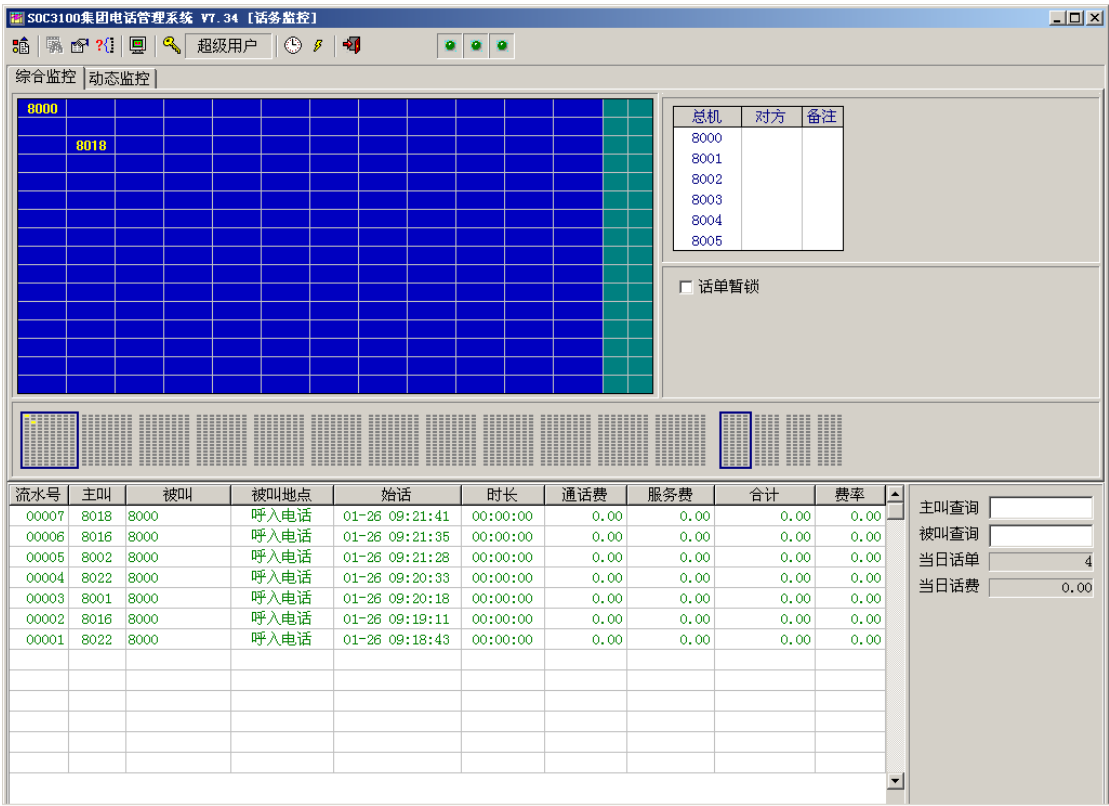 SOC3100集团电话管理系统 V7.34 [话务监控]
超级用户
综合监控 动态监控
8000
8018
总机 对方 备注
8000
8001
8002
8003
8004
8005
话单暂锁
流水号 主叫 被叫 被叫地点 始话 时长 通话费 服务费 合计 费率
00007 8018 8000 呼入电话 01-26 09:21:41 00:00:00 0.00 0.00 0.00 0.00
00006 8016 8000 呼入电话 01-26 09:21:35 00:00:00 0.00 0.00 0.00 0.00
00005 8002 8000 呼入电话 01-26 09:21:28 00:00:00 0.00 0.00 0.00 0.00
00004 8022 8000 呼入电话 01-26 09:20:33 00:00:00 0.00 0.00 0.00 0.00
00003 8001 8000 呼入电话 01-26 09:20:18 00:00:00 0.00 0.00 0.00 0.00
00002 8016 8000 呼入电话 01-26 09:19:11 00:00:00 0.00 0.00 0.00 0.00
00001 8022 8000 呼入电话 01-26 09:18:43 00:00:00 0.00 0.00 0.00 0.00
主叫查询
被叫查询
当日话单 4
当日话费 0.00